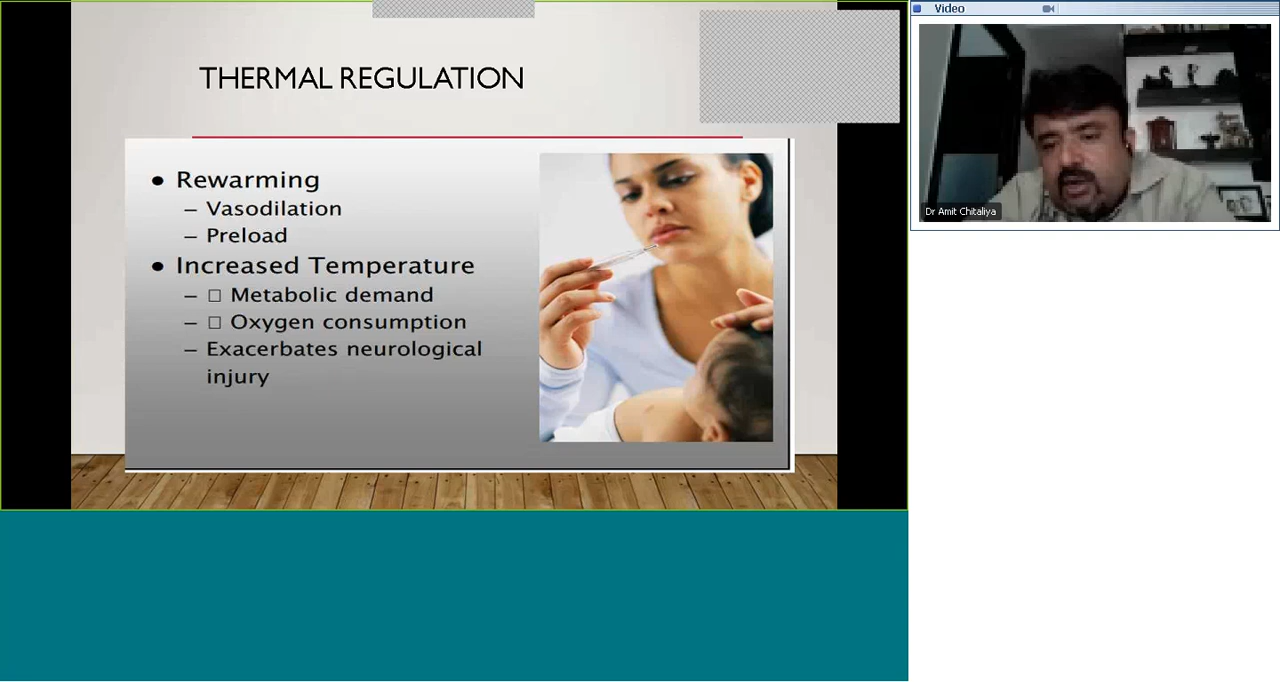 Video
THERMAL REGULATION
● Rewarming
– Vasodilation
– Preload
● Increased Temperature
– □ Metabolic demand
– □ Oxygen consumption
– Exacerbates neurological
injury
Dr Amit Chitaliya